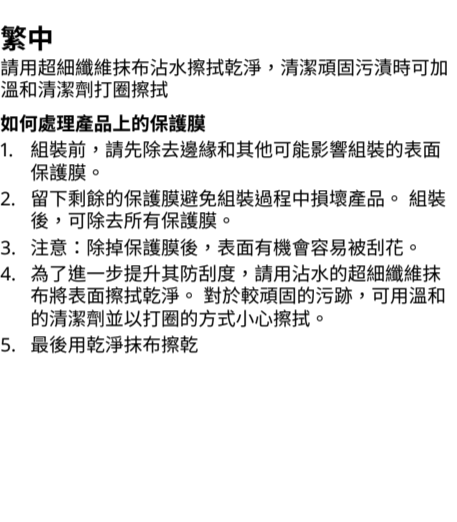 繁中
請用超細纖維抹布沾水擦拭乾淨，清潔頑固污漬時可加
溫和清潔劑打圈擦拭
如何處理產品上的保護膜
1. 組裝前，請先除去邊緣和其他可能影響組裝的表面
保護膜。
2. 留下剩餘的保護膜避免組裝過程中損壞產品。 組裝
後，可除去所有保護膜。
3. 注意：除掉保護膜後，表面有機會容易被刮花。
4. 為了進一步提升其防刮度，請用沾水的超細纖維抹
布將表面擦拭乾淨。 對於較頑固的污跡，可用溫和
的清潔劑並以打圈的方式小心擦拭。
5. 最後用乾淨抹布擦乾